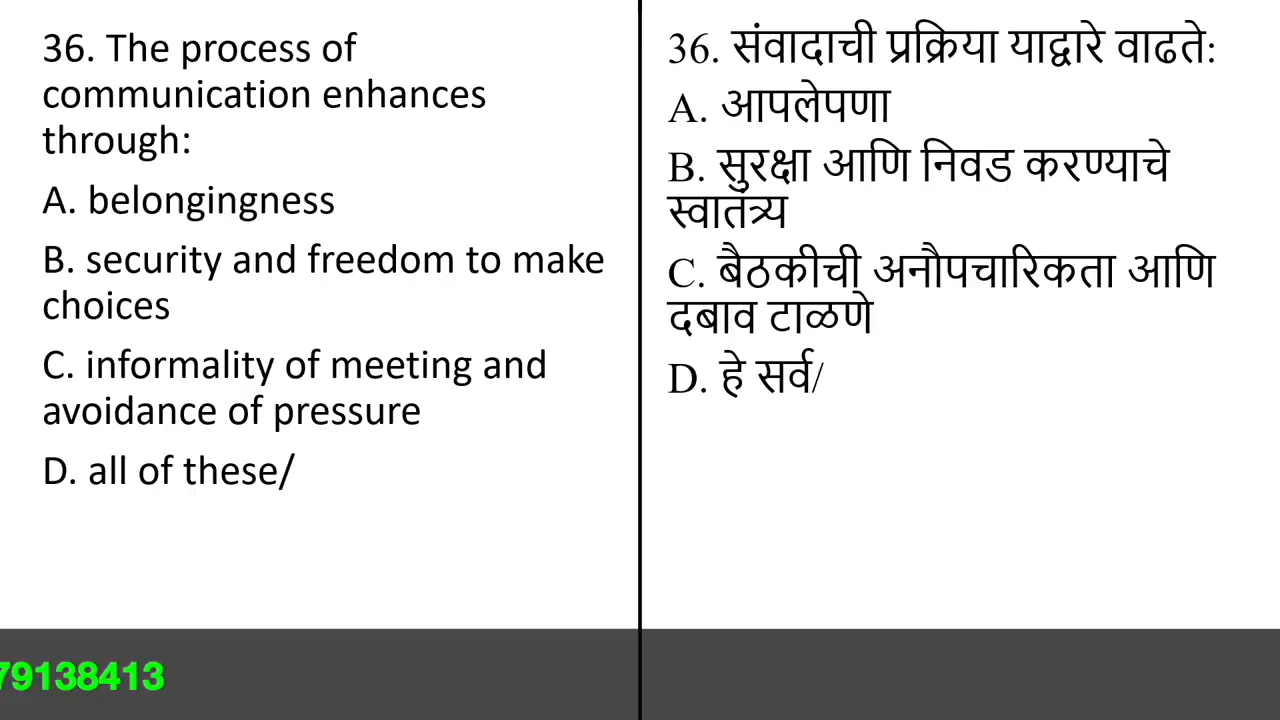 36. The process of
communication enhances
through:
A. belongingness
B. security and freedom to make
choices
C. informality of meeting and
avoidance of pressure
D. all of these/
36. संवादाची प्रक्रिया याद्वारे वाढते:
A. आपलेपणा
B. सुरक्षा आणि निवड करण्याचे
स्वातंत्र्य
C. बैठकीची अनौपचारिकता आणि
दबाव टाळणे
D. हे सर्व/
79138413